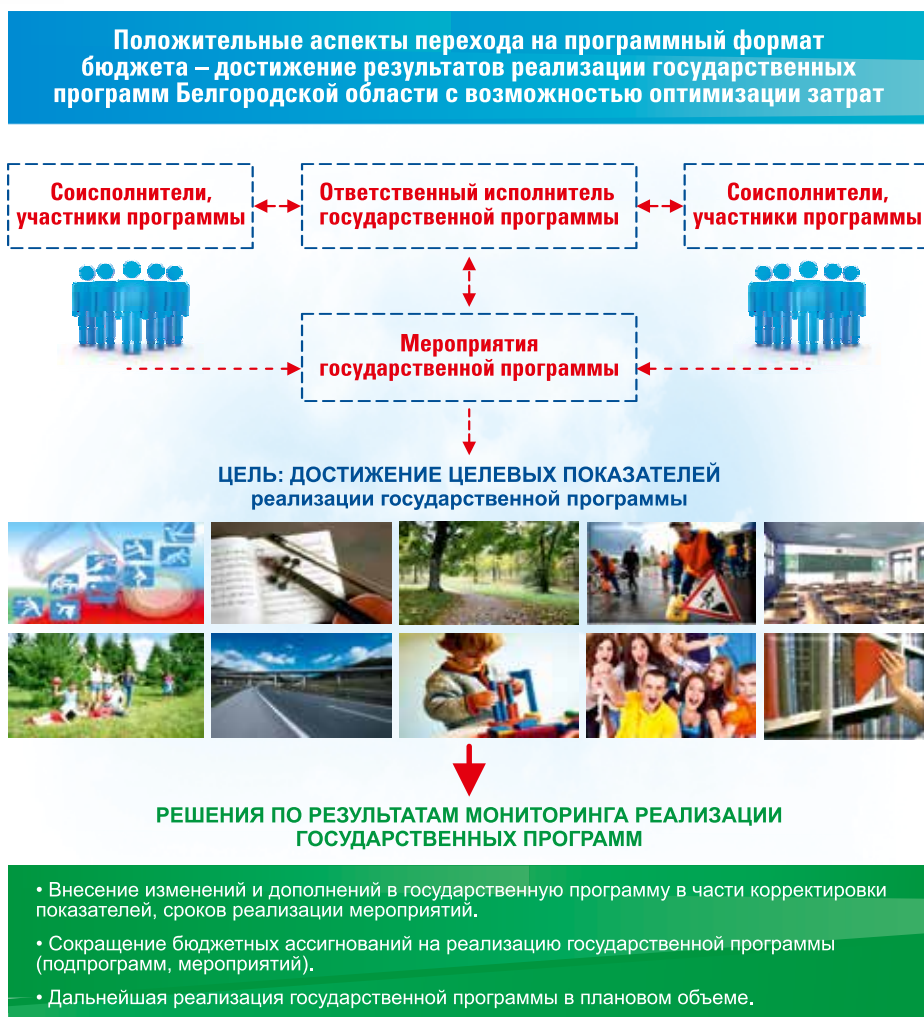 Положительные аспекты перехода на программный формат
бюджета – достижение результатов реализации государственных
программ Белгородской области с возможностью оптимизации затрат
Соисполнители,
участники программы
Ответственный исполнитель
государственной программы
Соисполнители,
участники программы
Мероприятия
государственной программы
ЦЕЛЬ: ДОСТИЖЕНИЕ ЦЕЛЕВЫХ ПОКАЗАТЕЛЕЙ
реализации государственной программы
РЕШЕНИЯ ПО РЕЗУЛЬТАТАМ МОНИТОРИНГА РЕАЛИЗАЦИИ
ГОСУДАРСТВЕННЫХ ПРОГРАММ
• Внесение изменений и дополнений в государственную программу в части корректировки
показателей, сроков реализации мероприятий.
• Сокращение бюджетных ассигнований на реализацию государственной программы
(подпрограмм, мероприятий).
• Дальнейшая реализация государственной программы в плановом объеме.